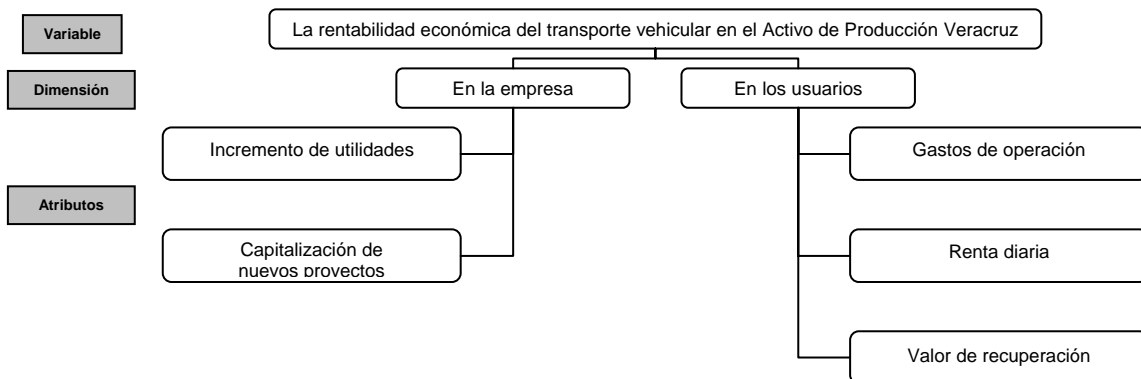 Variable
La rentabilidad económica del transporte vehicular en el Activo de Producción Veracruz
Dimensión
En la empresa
En los usuarios
Incremento de utilidades
Gastos de operación
Atributos
Capitalización de
nuevos proyectos
Renta diaria
Valor de recuperación